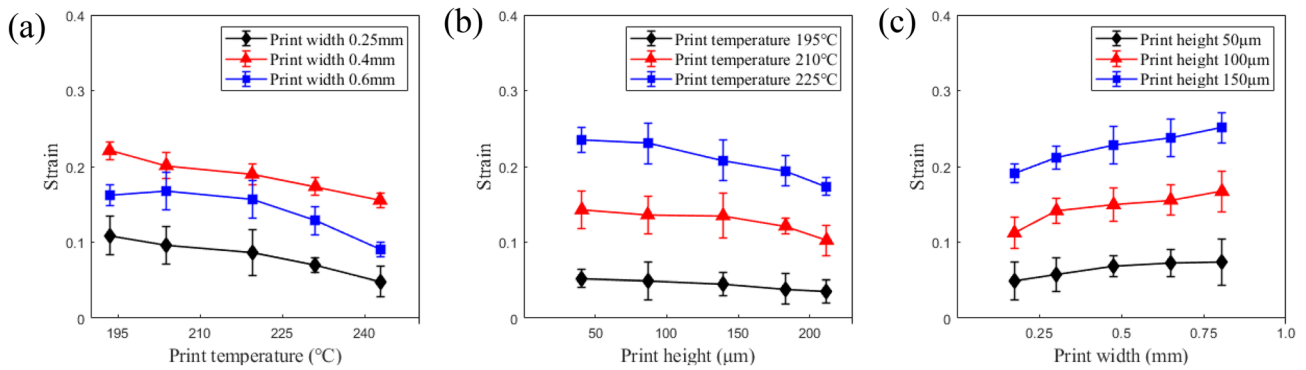 (a)
0.4
0.3
0.2
0.1
0
Strain
Print width 0.25mm
Print width 0.4mm
Print width 0.6mm
195
210
225
240
Print temperature (℃)
(b)
0.4
0.3
0.2
0.1
0
Strain
Print temperature 195℃
Print temperature 210℃
Print temperature 225℃
50
100
150
200
Print height (μm)
(c)
0.4
0.3
0.2
0.1
0
Strain
Print height 50μm
Print height 100μm
Print height 150μm
0.25
0.5
0.75
1.0
Print width (mm)